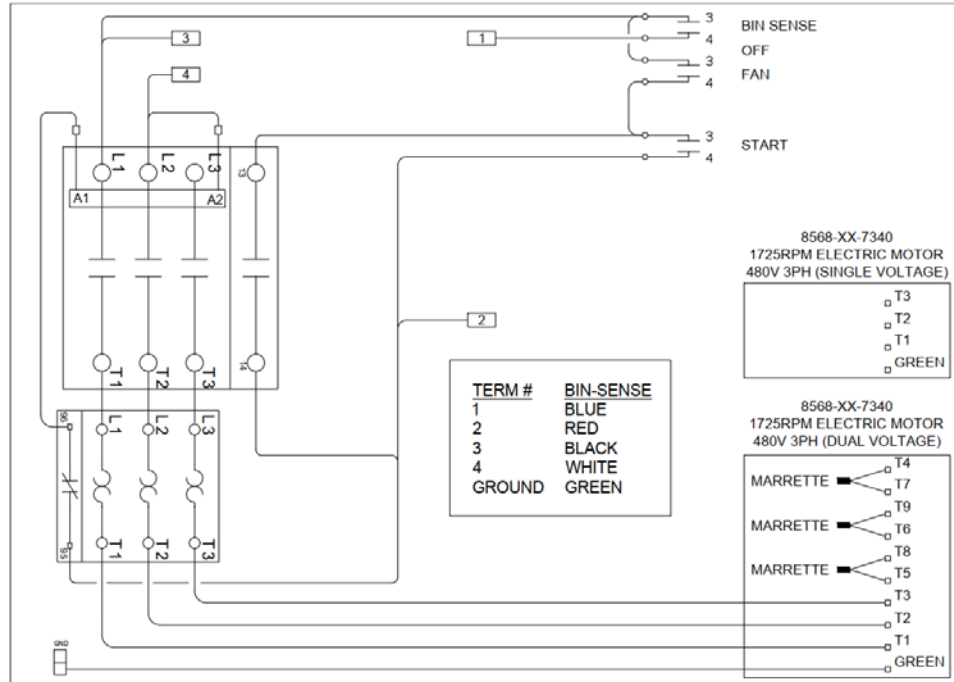 3
BIN SENSE
3
1
4
OFF
3
4
4
FAN
3
START
4
L1
L2
L3
13
A1
A2
8568-XX-7340
1725RPM ELECTRIC MOTOR
480V 3PH (SINGLE VOLTAGE)
T3
T2
T1
GREEN
2
T1
T2
T3
14
TERM # BIN-SENSE
1 BLUE
2 RED
3 BLACK
4 WHITE
GROUND GREEN
96
L1
L2
L3
95
T1
T2
T3
8568-XX-7340
1725RPM ELECTRIC MOTOR
480V 3PH (DUAL VOLTAGE)
T4
MARRETTE
T7
T9
MARRETTE
T6
T8
MARRETTE
T5
T3
T2
T1
GREEN
GND